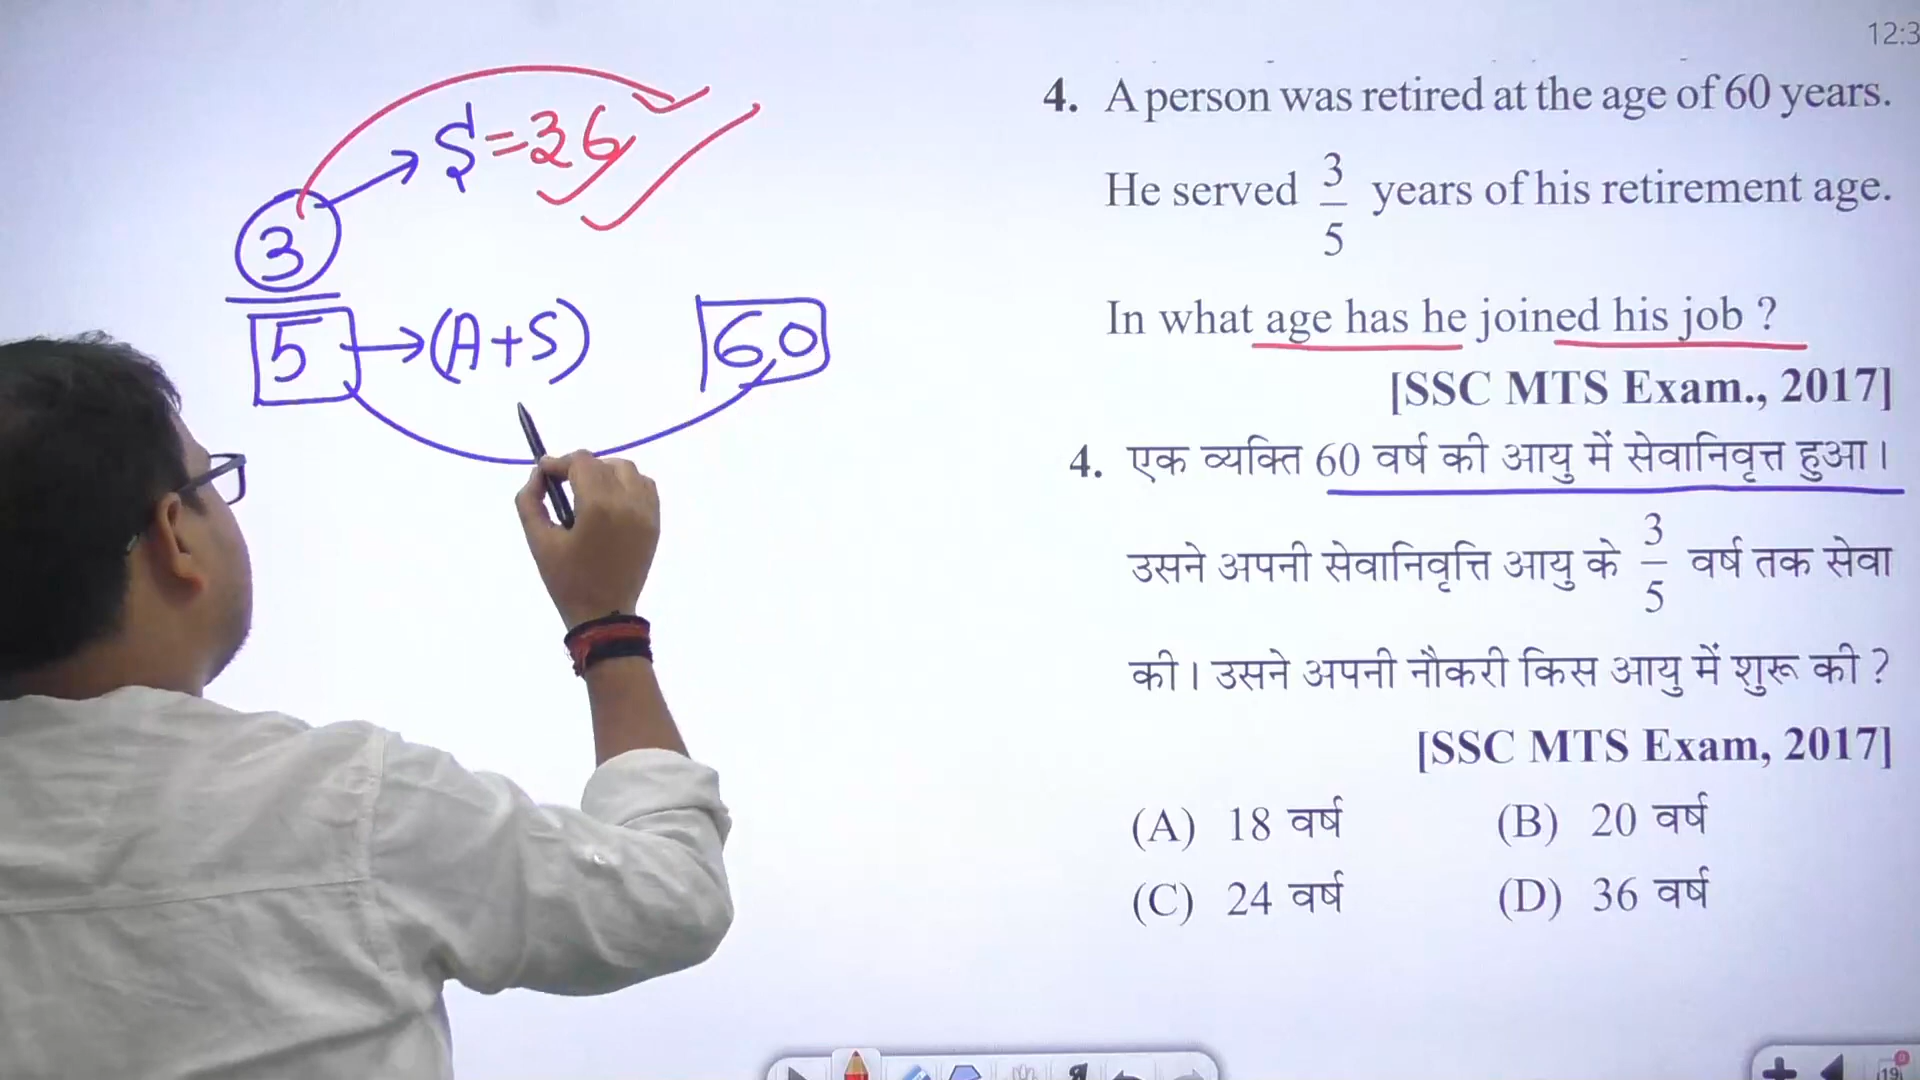 12:3
S=36
3
5 → (A+S) 60
4. A person was retired at the age of 60 years.
He served 3/5 years of his retirement age.
In what age has he joined his job ?
[SSC MTS Exam., 2017]
4. एक व्यक्ति 60 वर्ष की आयु में सेवानिवृत्त हुआ।
उसने अपनी सेवानिवृत्ति आयु के 3/5 वर्ष तक सेवा
की। उसने अपनी नौकरी किस आयु में शुरू की ?
[SSC MTS Exam, 2017]
(A) 18 वर्ष (B) 20 वर्ष
(C) 24 वर्ष (D) 36 वर्ष
19